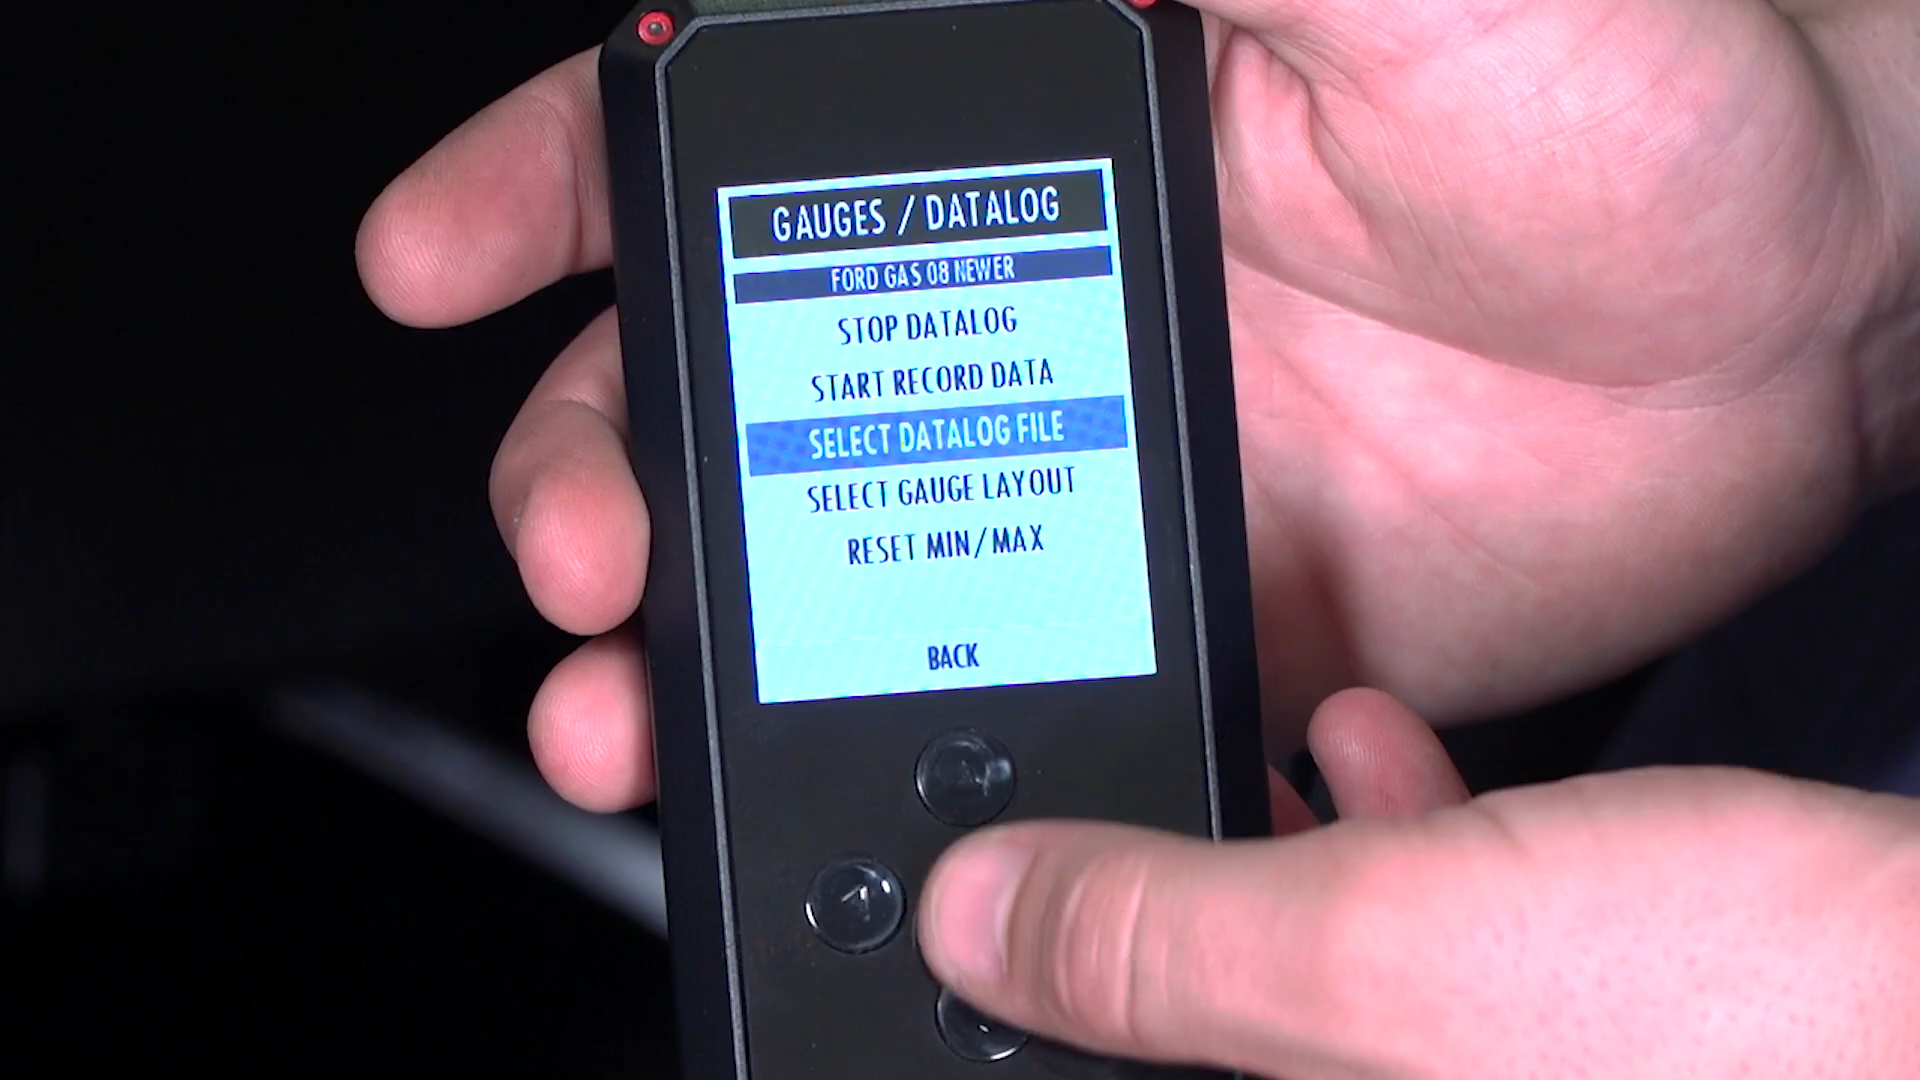 GAUGES / DATALOG
FORD GAS 08 NEWER
STOP DATALOG
START RECORD DATA
SELECT DATALOG FILE
SELECT GAUGE LAYOUT
RESET MIN/MAX
BACK